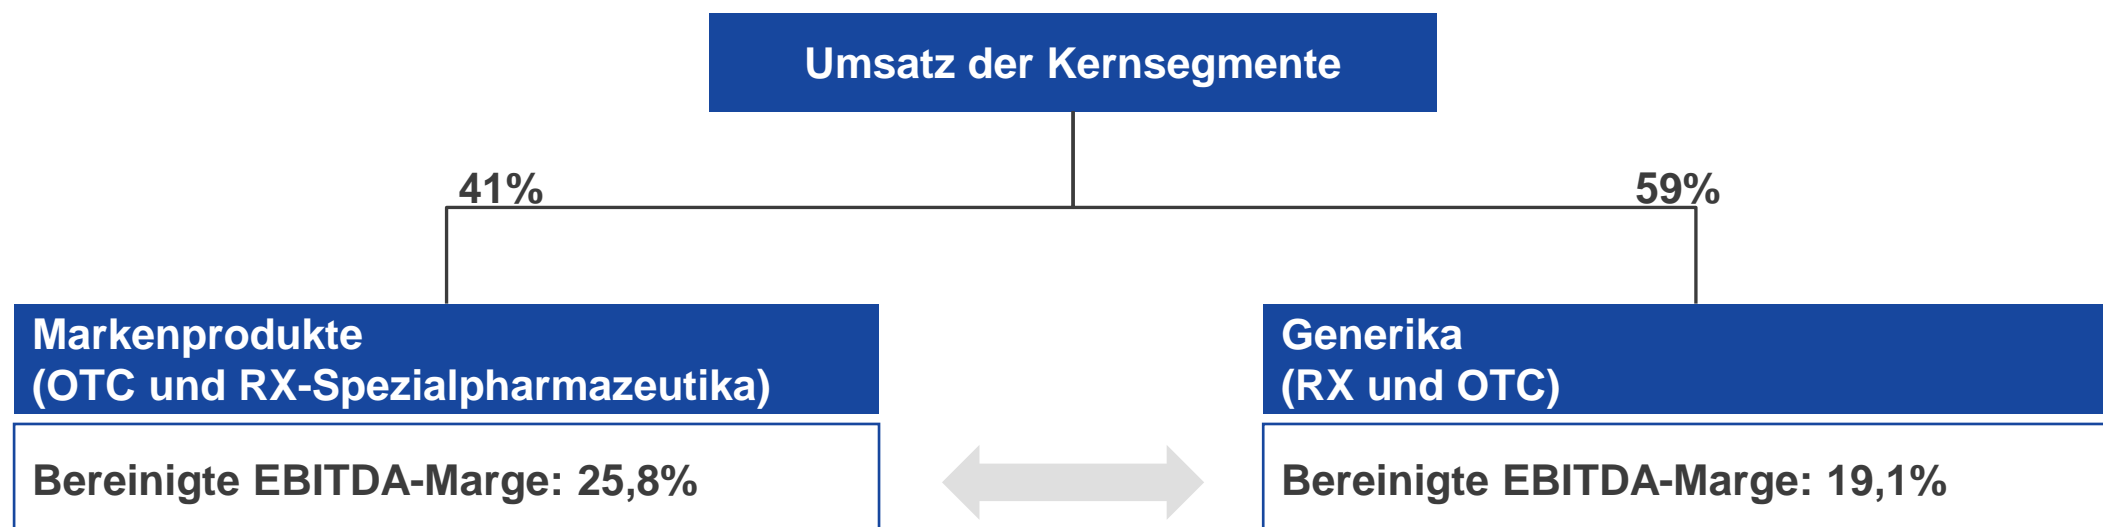 Umsatz der Kernsegmente
41%
59%
Markenprodukte
(OTC und RX-Spezialpharmazeutika)
Bereinigte EBITDA-Marge: 25,8%
Generika
(RX und OTC)
Bereinigte EBITDA-Marge: 19,1%